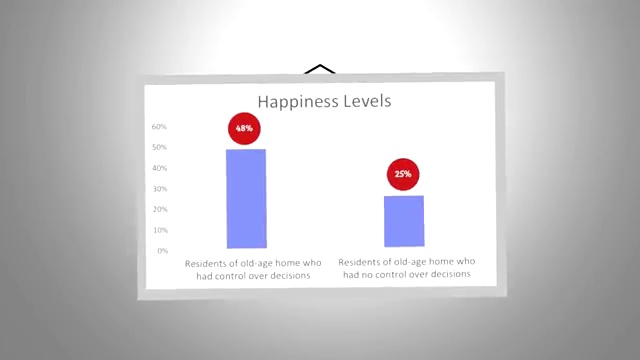 Happiness Levels
60%
50%
40%
30%
20%
10%
0%
48%
25%
Residents of old-age home who
had control over decisions
Residents of old-age home who
had no control over decisions